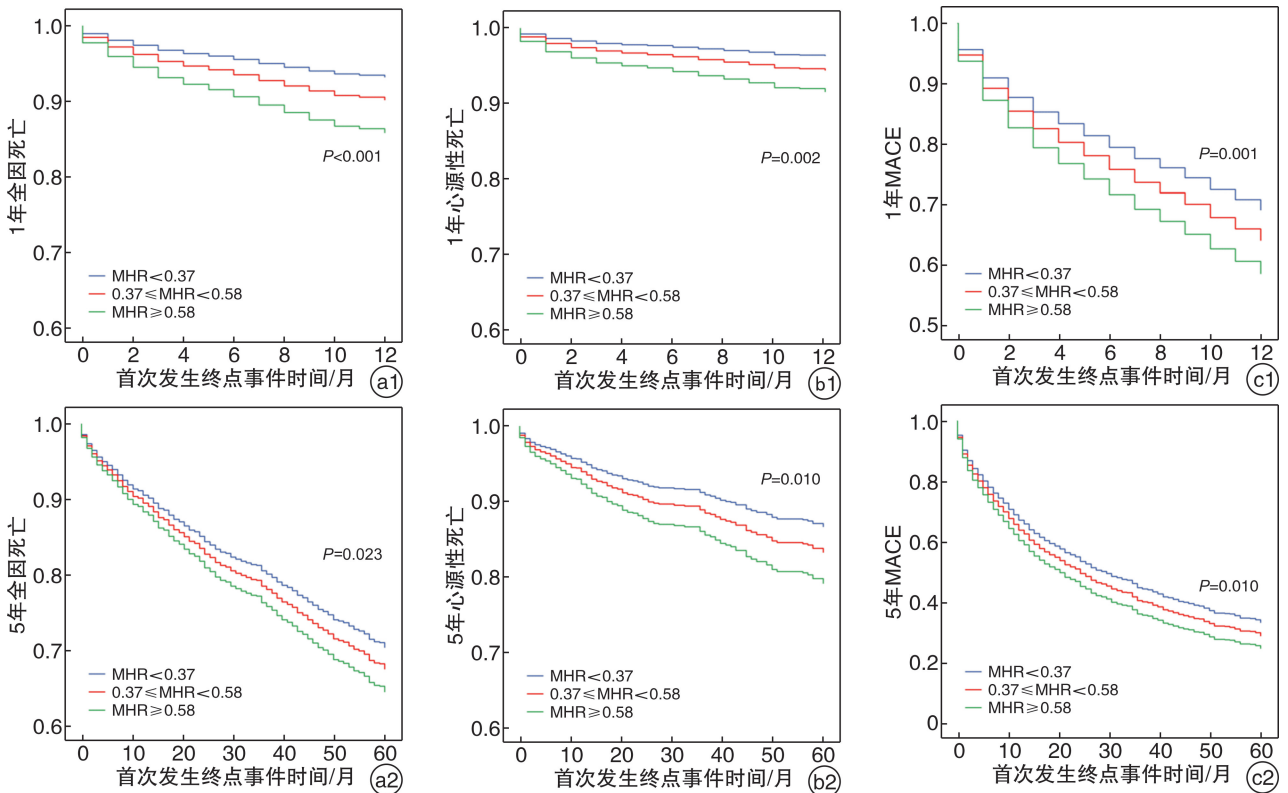 1.0
0.9
0.8
0.7
0.6
1年全因死亡
P<0.001
MHR<0.37
0.37≤MHR<0.58
MHR≥0.58
0 2 4 6 8 10 12
首次发生终点事件时间/月
a1
1.0
0.9
0.8
0.7
0.6
1年心源性死亡
P=0.002
MHR<0.37
0.37≤MHR<0.58
MHR≥0.58
0 2 4 6 8 10 12
首次发生终点事件时间/月
b1
1.0
0.9
0.8
0.7
0.6
0.5
1年MACE
P=0.001
MHR<0.37
0.37≤MHR<0.58
MHR≥0.58
0 2 4 6 8 10 12
首次发生终点事件时间/月
c1
1.0
0.9
0.8
0.7
0.6
5年全因死亡
P=0.023
MHR<0.37
0.37≤MHR<0.58
MHR≥0.58
0 10 20 30 40 50 60
首次发生终点事件时间/月
a2
1.0
0.9
0.8
0.7
0.6
5年心源性死亡
P=0.010
MHR<0.37
0.37≤MHR<0.58
MHR≥0.58
0 10 20 30 40 50 60
首次发生终点事件时间/月
b2
1.0
0.8
0.6
0.4
0.2
0
5年MACE
P=0.010
MHR<0.37
0.37≤MHR<0.58
MHR≥0.58
0 10 20 30 40 50 60
首次发生终点事件时间/月
c2